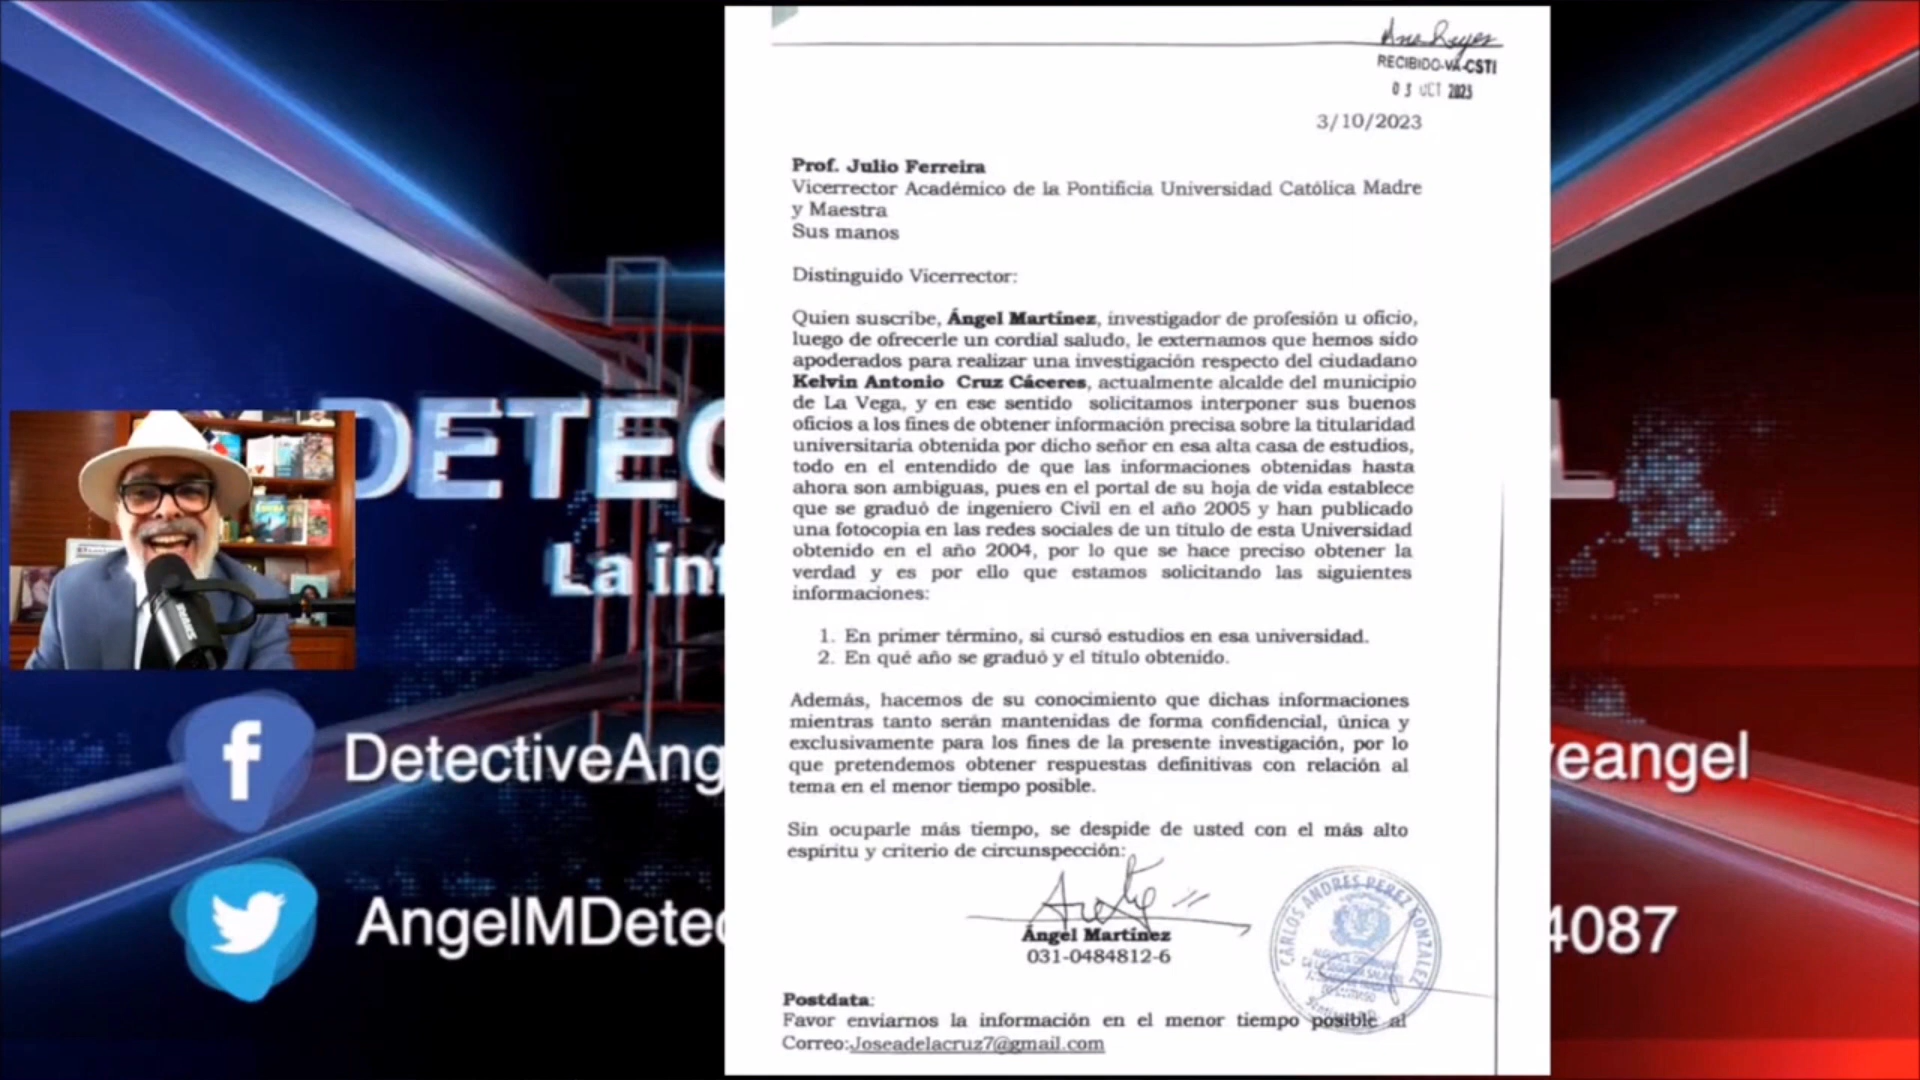 Ana Reyes
RECIBIDO-VA-CSTI
03 OCT 2023
3/10/2023
Prof. Julio Ferreira
Vicerrector Académico de la Pontificia Universidad Católica Madre
y Maestra
Sus manos
Distinguido Vicerrector:
Quien suscribe, Ángel Martínez, investigador de profesión u oficio,
luego de ofrecerle un cordial saludo, le externamos que hemos sido
apoderados para realizar una investigación respecto del ciudadano
Kelvin Antonio Cruz Cáceres, actualmente alcalde del municipio
de La Vega, y en ese sentido solicitamos interponer sus buenos
oficios a los fines de obtener información precisa sobre la titularidad
universitaria obtenida por dicho señor en esa alta casa de estudios,
todo en el entendido de que las informaciones obtenidas hasta
ahora son ambiguas, pues en el portal de su hoja de vida establece
que se graduó de ingeniero Civil en el año 2005 y han publicado
una fotocopia en las redes sociales de un título de esta Universidad
obtenido en el año 2004, por lo que se hace preciso obtener la
verdad y es por ello que estamos solicitando las siguientes
informaciones:
1. En primer término, si cursó estudios en esa universidad.
2. En qué año se graduó y el título obtenido.
Además, hacemos de su conocimiento que dichas informaciones
mientras tanto serán mantenidas de forma confidencial, única y
exclusivamente para los fines de la presente investigación, por lo
que pretendemos obtener respuestas definitivas con relación al
tema en el menor tiempo posible.
Sin ocuparle más tiempo, se despide de usted con el más alto
espíritu y criterio de circunspección:
Ángel Martínez
031-0484812-6
CARLOS ANDRES PEREZ GONZALEZ
Postdata:
Favor enviarnos la información en el menor tiempo posible al
Correo:Joseadelacruz7@gmail.com
DETEC
La inf
L
DetectiveAng
veangel
AngelMDetec
4087